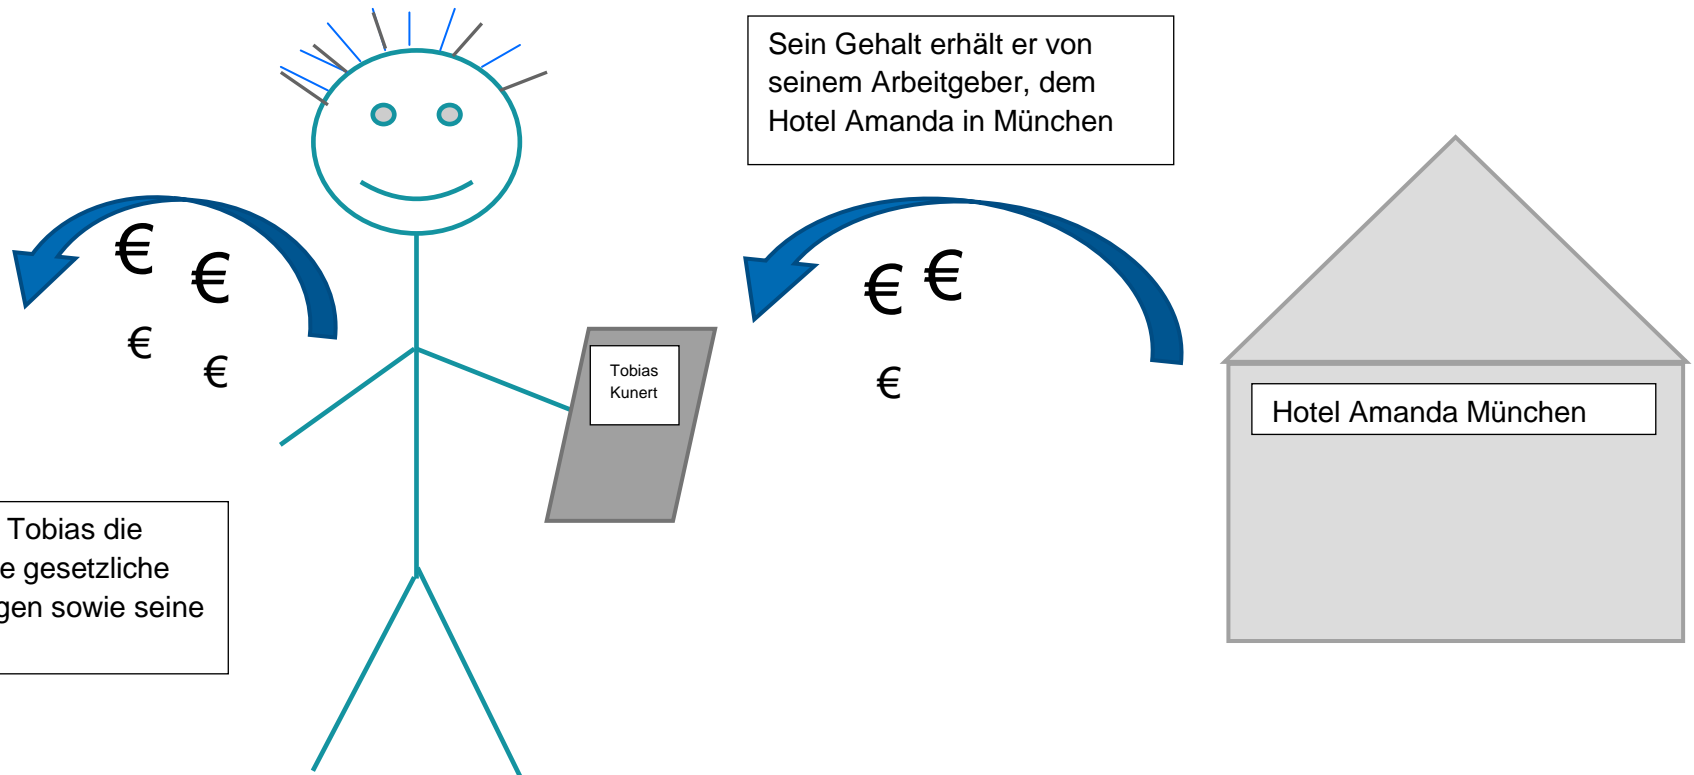 Sein Gehalt erhält er von
seinem Arbeitgeber, dem
Hotel Amanda in München
€ €
€ €
€ €
€
Tobias
Kunert
Hotel Amanda München
Tobias die
e gesetzliche
gen sowie seine